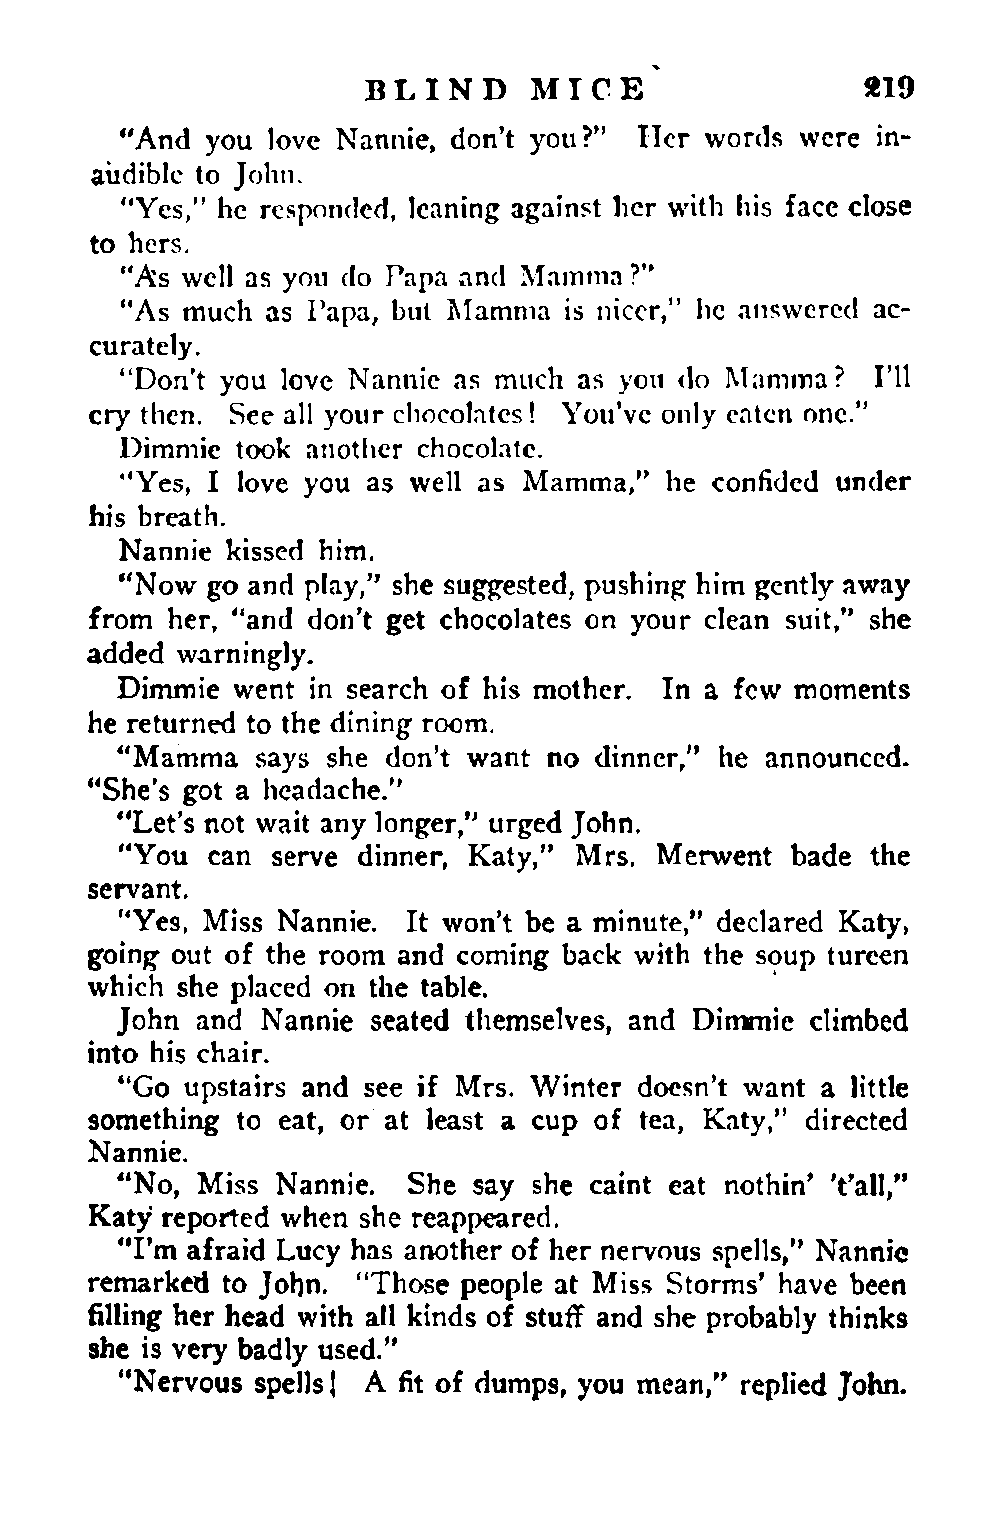 BLIND MICE 219
"And you love Nannie, don't you?" Her words were in-
audible to John.
"Yes," he responded, leaning against her with his face close
to hers.
"As well as you do Papa and Mamma?"
"As much as Papa, but Mamma is nicer," he answered ac-
curately.
"Don't you love Nannie as much as you do Mamma? I'll
cry then. See all your chocolates! You've only eaten one."
Dimmie took another chocolate.
"Yes, I love you as well as Mamma," he confided under
his breath.
Nannie kissed him.
"Now go and play," she suggested, pushing him gently away
from her, "and don't get chocolates on your clean suit," she
added warningly.
Dimmie went in search of his mother. In a few moments
he returned to the dining room.
"Mamma says she don't want no dinner," he announced.
"She's got a headache."
"Let's not wait any longer," urged John.
"You can serve dinner, Katy," Mrs. Merwent bade the
servant.
"Yes, Miss Nannie. It won't be a minute," declared Katy,
going out of the room and coming back with the soup tureen
which she placed on the table.
John and Nannie seated themselves, and Dimmie climbed
into his chair.
"Go upstairs and see if Mrs. Winter doesn't want a little
something to eat, or at least a cup of tea, Katy," directed
Nannie.
"No, Miss Nannie. She say she caint eat nothin' 't'all,"
Katy reported when she reappeared.
"I'm afraid Lucy has another of her nervous spells," Nannie
remarked to John. "Those people at Miss Storms' have been
filling her head with all kinds of stuff and she probably thinks
she is very badly used."
"Nervous spells! A fit of dumps, you mean," replied John.